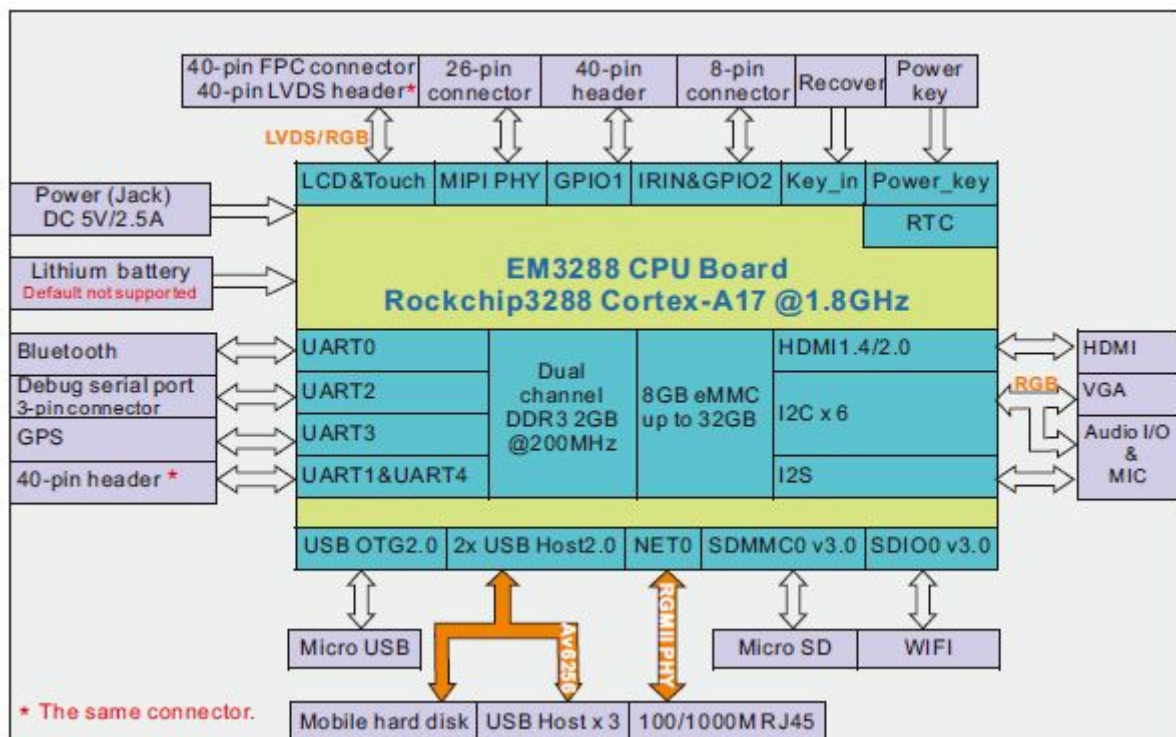 40-pin FPC connector
40-pin LVDS header*
26-pin
connector
40-pin
header
8-pin
connector
Recover
Power
key
LVDS/RGB
LCD&Touch
MIPI PHY
GPIO1
IRIN&GPIO2
Key_in
Power_key
RTC
Power (Jack)
DC 5V/2.5A
Lithium battery
Default not supported
EM3288 CPU Board
Rockchip3288 Cortex-A17 @1.8GHz
Bluetooth
Debug serial port
3-pin connector
GPS
40-pin header *
UART0
UART2
UART3
UART1&UART4
Dual
channel
DDR3 2GB
@200MHz
8GB eMMC
up to 32GB
HDMI1.4/2.0
I2C x 6
I2S
RGB
HDMI
VGA
Audio I/O
&
MIC
USB OTG2.0
2x USB Host2.0
NET0
SDMMC0 v3.0
SDIO0 v3.0
Av6256
RGMII PHY
Micro USB
Micro SD
WIFI
* The same connector.
Mobile hard disk
USB Host x 3
100/1000M RJ45